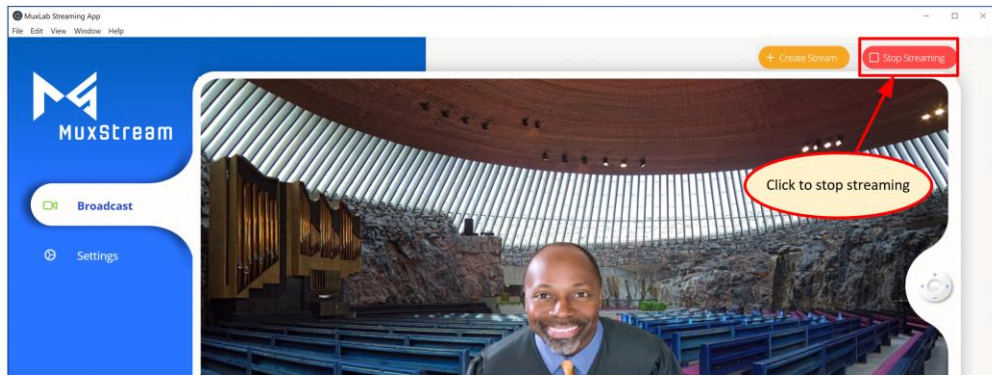 MuxLab Streaming App
File Edit View Window Help
+ Create Stream
Stop Streaming
MuxStream
Click to stop streaming
Broadcast
Settings